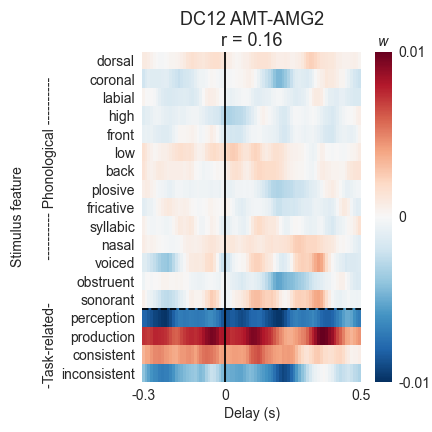 DC12 AMT-AMG2
r = 0.16
w
Stimulus feature
-Task-related- ---------- Phonological ----------
dorsal
coronal
labial
high
front
low
back
plosive
fricative
syllabic
nasal
voiced
obstruent
sonorant
perception
production
consistent
inconsistent
0.01
0
-0.01
-0.3 0 0.5
Delay (s)